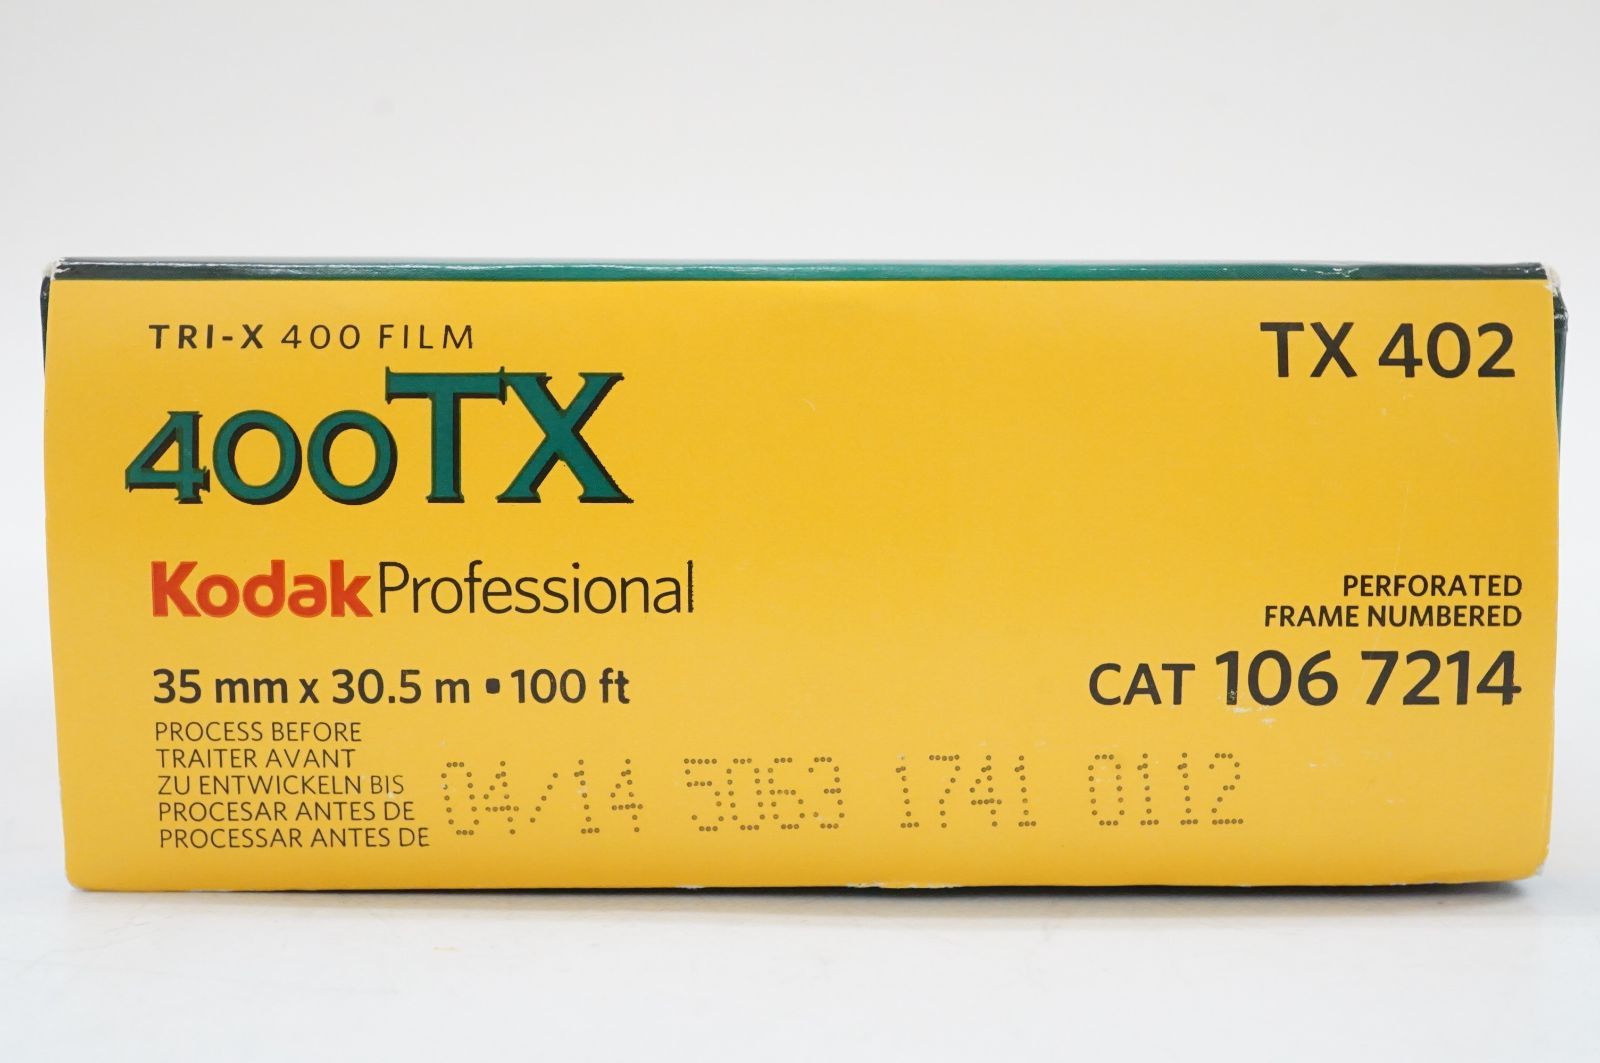 TRI-X 400 FILM
TX 402
400TX
Kodak Professional
PERFORATED
FRAME NUMBERED
35 mm x 30.5 m ▪ 100 ft
CAT 106 7214
PROCESS BEFORE
TRAITER AVANT
ZU ENTWICKELN BIS
PROCESAR ANTES DE
PROCESSAR ANTES DE
04/14 5063 1741 0112